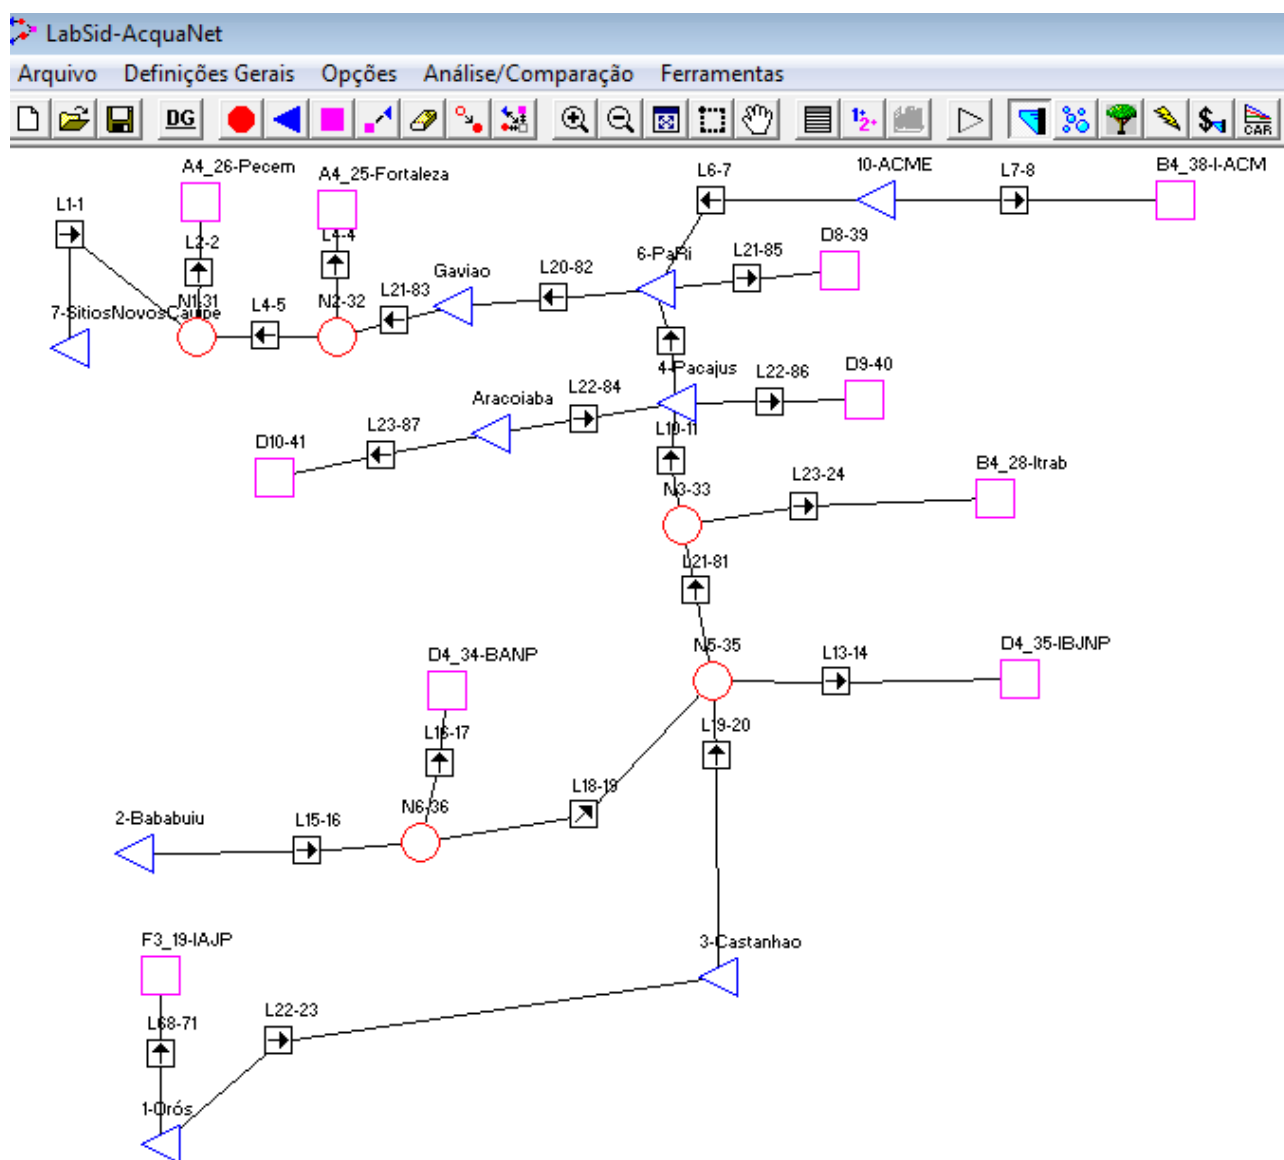 LabSid-AcquaNet
Arquivo Definições Gerais Opções Análise/Comparação Ferramentas
DG
1 2
$
CAR
A4_26-Pecem
A4_25-Fortaleza
L6-7
10-ACME
L7-8
B4_38-I-ACM
L1-1
L2-2
L4-4
D8-39
6-PaRi
L21-85
Gaviao
L20-82
L21-83
N1-31
L4-5
N2-32
7-SitiosNovosCauipe
4-Pacajus
L22-86
D9-40
Aracoiaba
L22-84
L23-87
L10-11
D10-41
B4_28-Itrab
L23-24
N3-33
L21-81
D4_34-BANP
N5-35
L13-14
D4_35-IBJNP
L16-17
L19-20
L18-19
N6-36
2-Bababuiu
L15-16
F3_19-IAJP
3-Castanhao
L22-23
L68-71
1-Orós